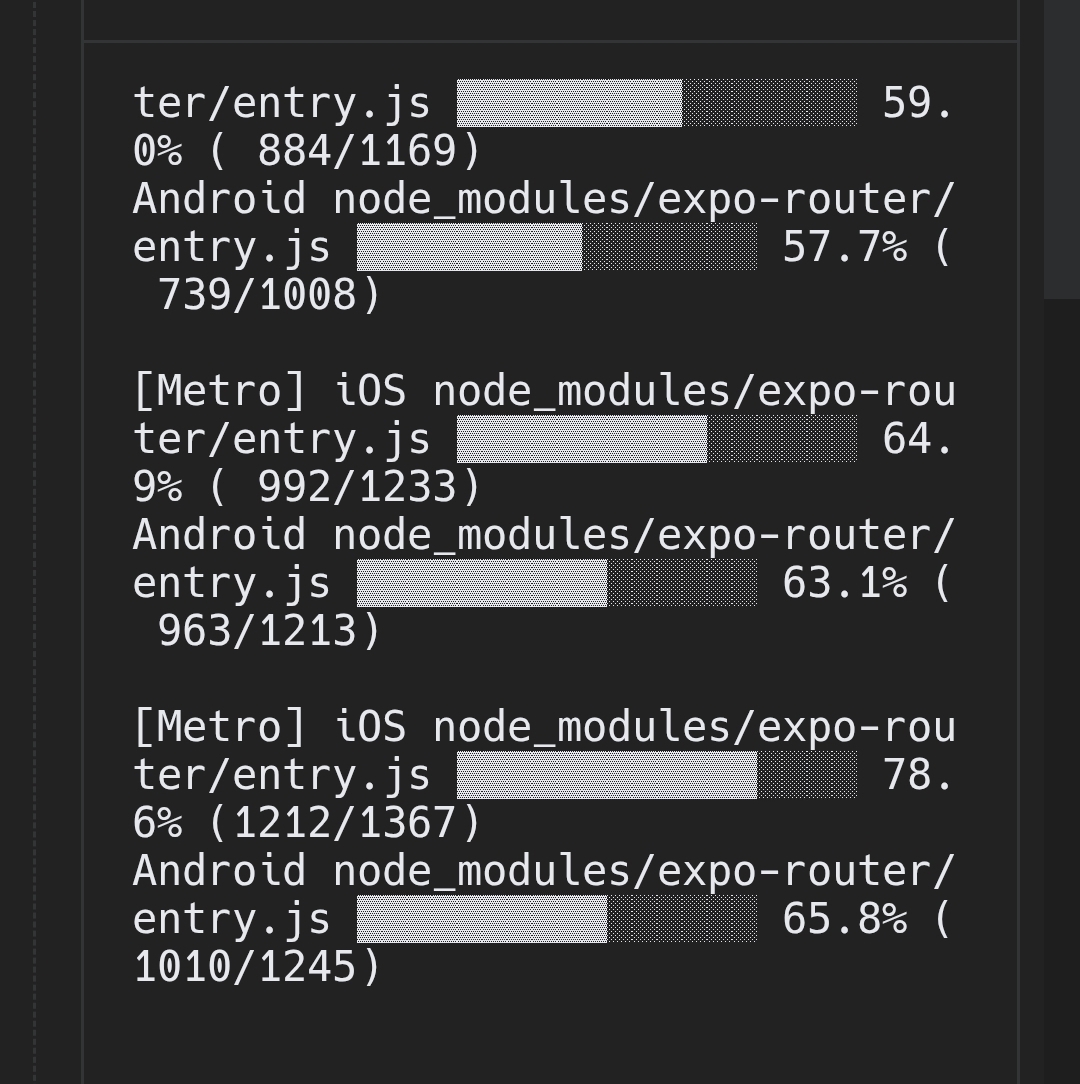 ter/entry.js ▓▓▓▓▓▓▓▓▓░░░░░░░ 59.
0% ( 884/1169)
Android node_modules/expo-router/
entry.js ▓▓▓▓▓▓▓▓▓░░░░░░░ 57.7% (
 739/1008)

[Metro] iOS node_modules/expo-rou
ter/entry.js ▓▓▓▓▓▓▓▓▓▓░░░░░░ 64.
9% ( 992/1233)
Android node_modules/expo-router/
entry.js ▓▓▓▓▓▓▓▓▓▓░░░░░░ 63.1% (
 963/1213)

[Metro] iOS node_modules/expo-rou
ter/entry.js ▓▓▓▓▓▓▓▓▓▓▓▓░░░░ 78.
6% (1212/1367)
Android node_modules/expo-router/
entry.js ▓▓▓▓▓▓▓▓▓▓░░░░░░ 65.8% (
1010/1245)